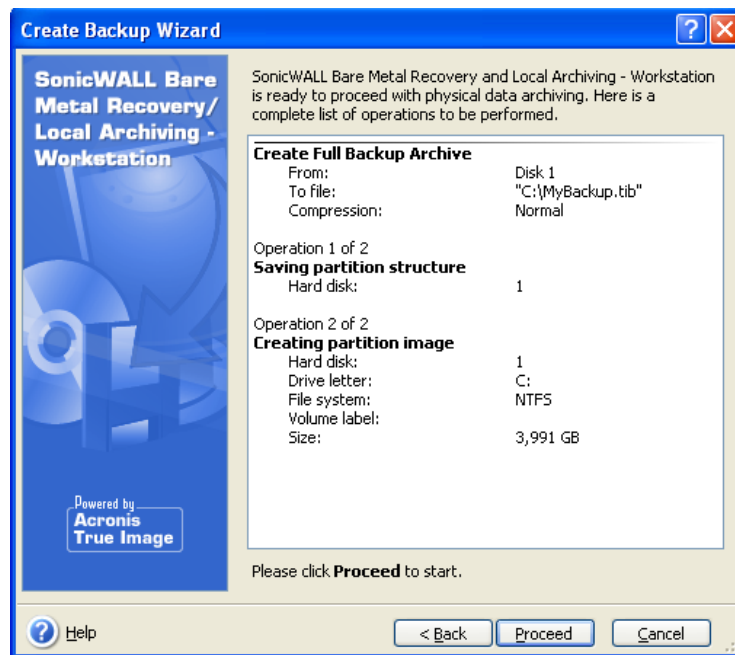 Create Backup Wizard
SonicWALL Bare
Metal Recovery/
Local Archiving -
Workstation
SonicWALL Bare Metal Recovery and Local Archiving - Workstation
is ready to proceed with physical data archiving. Here is a
complete list of operations to be performed.
Create Full Backup Archive
From: Disk 1
To file: "C:\MyBackup.tib"
Compression: Normal
Operation 1 of 2
Saving partition structure
Hard disk: 1
Operation 2 of 2
Creating partition image
Hard disk: 1
Drive letter: C:
File system: NTFS
Volume label:
Size: 3,991 GB
Powered by
Acronis
True Image
Please click Proceed to start.
Help
< Back
Proceed
Cancel